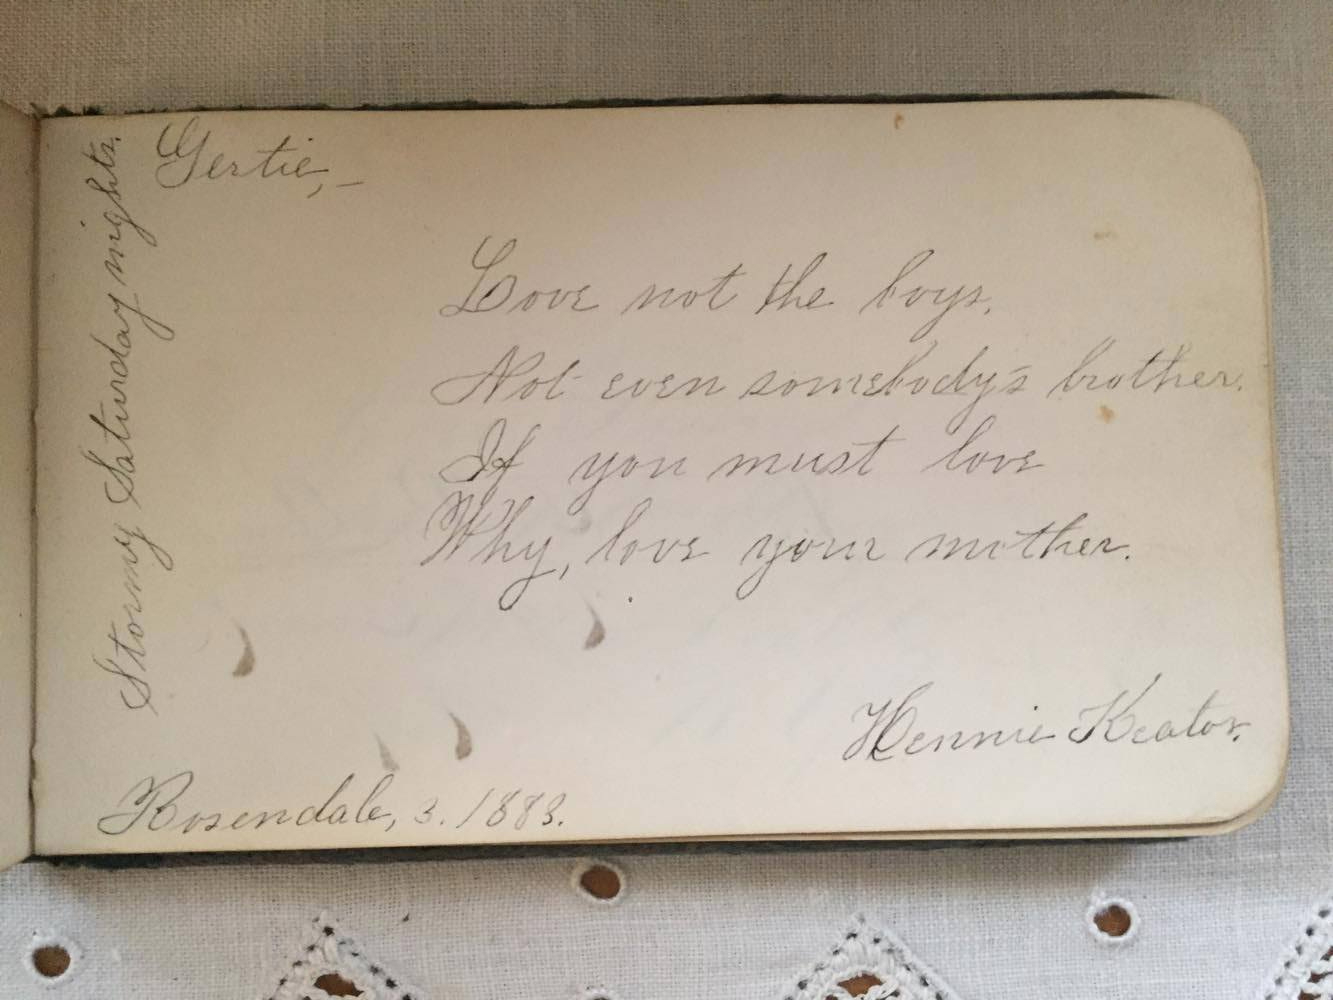 Gertie,—
Love not the boys.
Not even somebody's brother.
If you must love
Why, love your mother.
Hennie Keator.
Rosendale, 3. 1883.
Stormy Saturday nights.